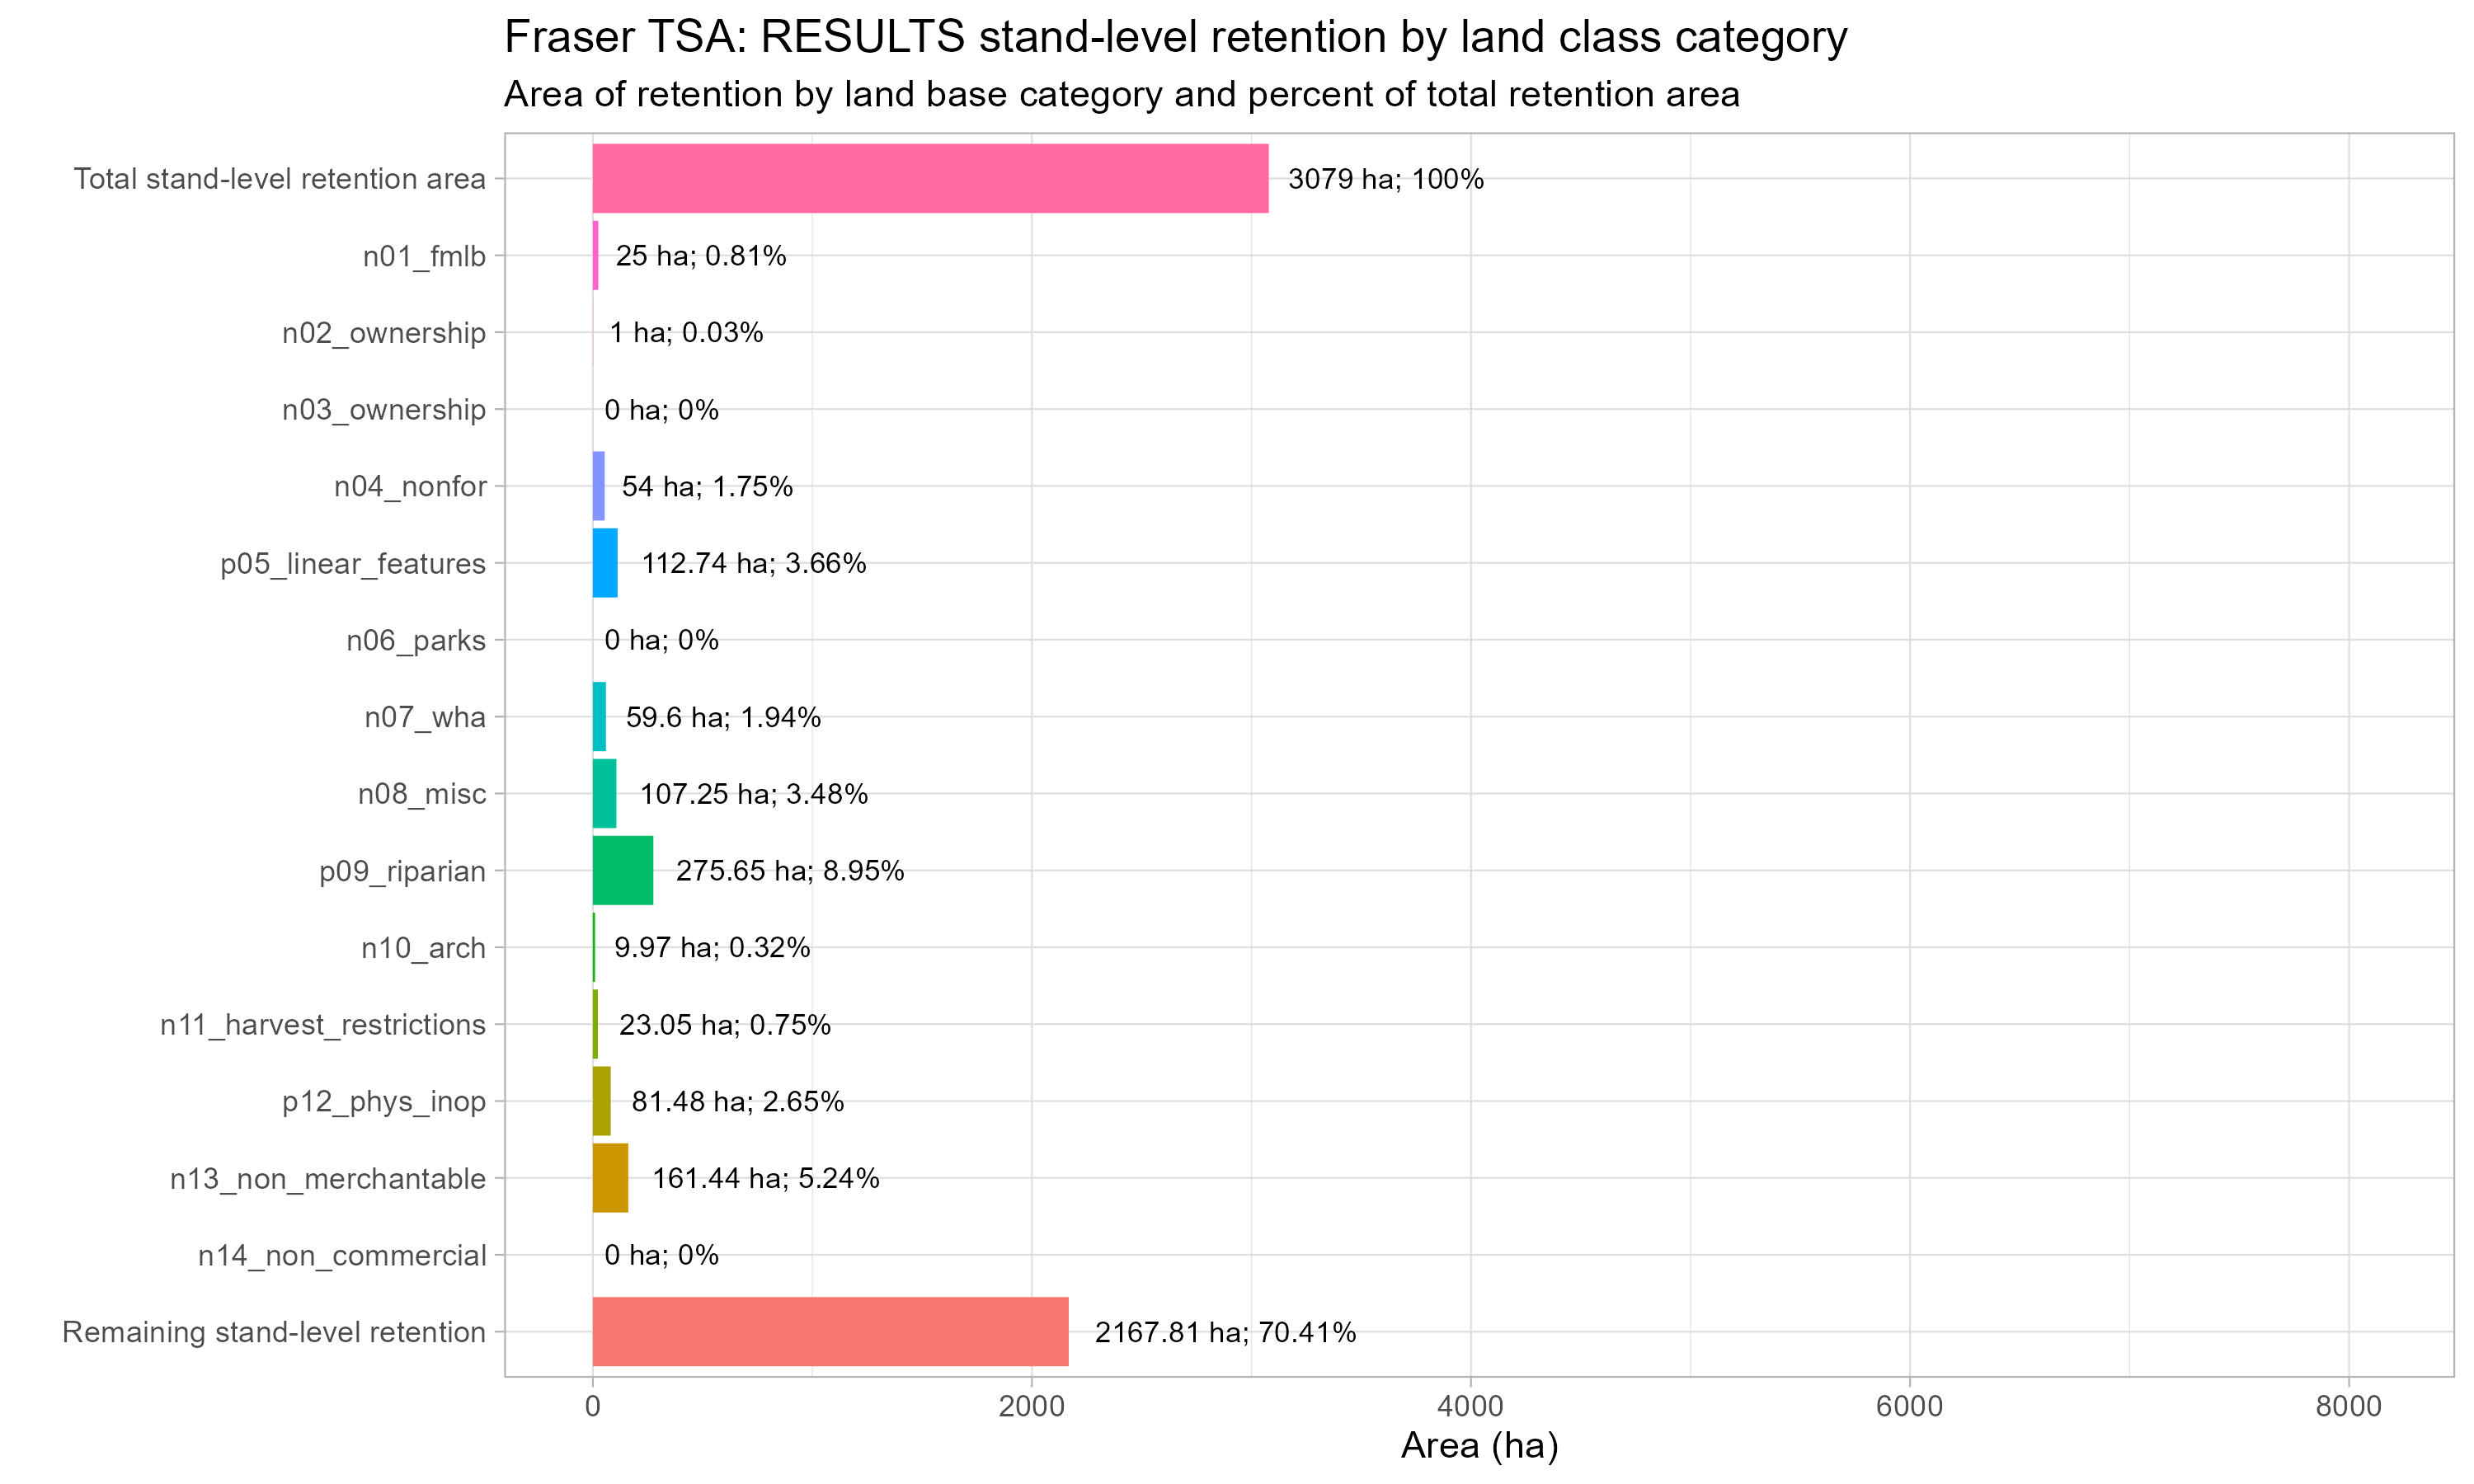 Fraser TSA: RESULTS stand-level retention by land class category
Area of retention by land base category and percent of total retention area
Total stand-level retention area 3079 ha; 100%
n01_fmlb 25 ha; 0.81%
n02_ownership 1 ha; 0.03%
n03_ownership 0 ha; 0%
n04_nonfor 54 ha; 1.75%
p05_linear_features 112.74 ha; 3.66%
n06_parks 0 ha; 0%
n07_wha 59.6 ha; 1.94%
n08_misc 107.25 ha; 3.48%
p09_riparian 275.65 ha; 8.95%
n10_arch 9.97 ha; 0.32%
n11_harvest_restrictions 23.05 ha; 0.75%
p12_phys_inop 81.48 ha; 2.65%
n13_non_merchantable 161.44 ha; 5.24%
n14_non_commercial 0 ha; 0%
Remaining stand-level retention 2167.81 ha; 70.41%
0 2000 4000 6000 8000
Area (ha)